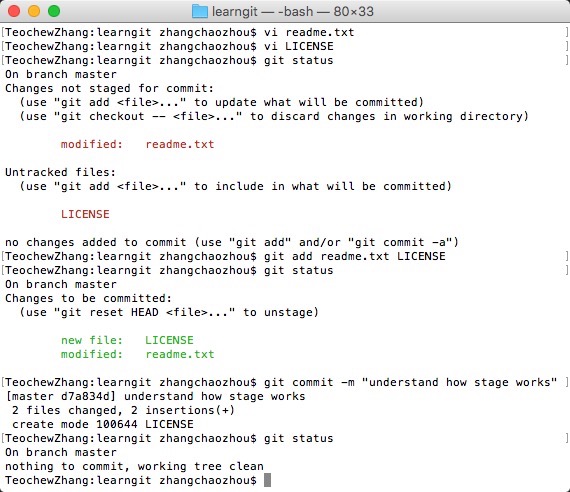 learngit — -bash — 80×33
[TeochewZhang:learngit zhangchaozhou$ vi readme.txt ]
[TeochewZhang:learngit zhangchaozhou$ vi LICENSE ]
[TeochewZhang:learngit zhangchaozhou$ git status ]
On branch master
Changes not staged for commit:
  (use "git add <file>..." to update what will be committed)
  (use "git checkout -- <file>..." to discard changes in working directory)
        modified:   readme.txt
Untracked files:
  (use "git add <file>..." to include in what will be committed)
        LICENSE
no changes added to commit (use "git add" and/or "git commit -a")
[TeochewZhang:learngit zhangchaozhou$ git add readme.txt LICENSE ]
[TeochewZhang:learngit zhangchaozhou$ git status ]
On branch master
Changes to be committed:
  (use "git reset HEAD <file>..." to unstage)
        new file:   LICENSE
        modified:   readme.txt
[TeochewZhang:learngit zhangchaozhou$ git commit -m "understand how stage works" ]
[master d7a834d] understand how stage works
 2 files changed, 2 insertions(+)
 create mode 100644 LICENSE
[TeochewZhang:learngit zhangchaozhou$ git status ]
On branch master
nothing to commit, working tree clean
TeochewZhang:learngit zhangchaozhou$